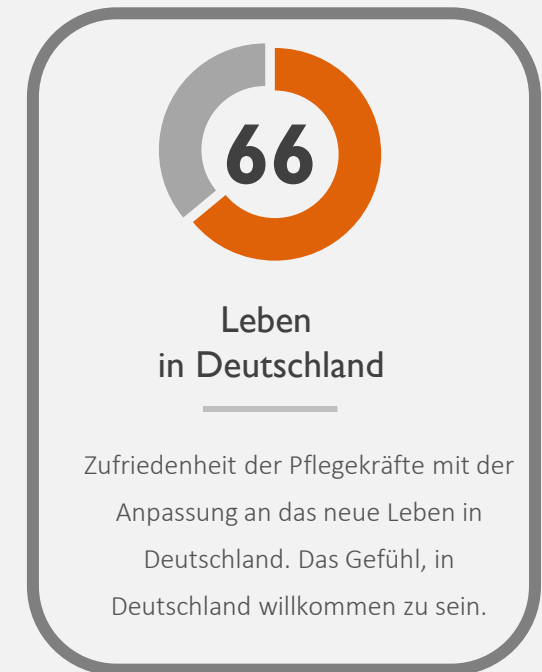 66
Leben
in Deutschland
Zufriedenheit der Pflegekräfte mit der
Anpassung an das neue Leben in
Deutschland. Das Gefühl, in
Deutschland willkommen zu sein.